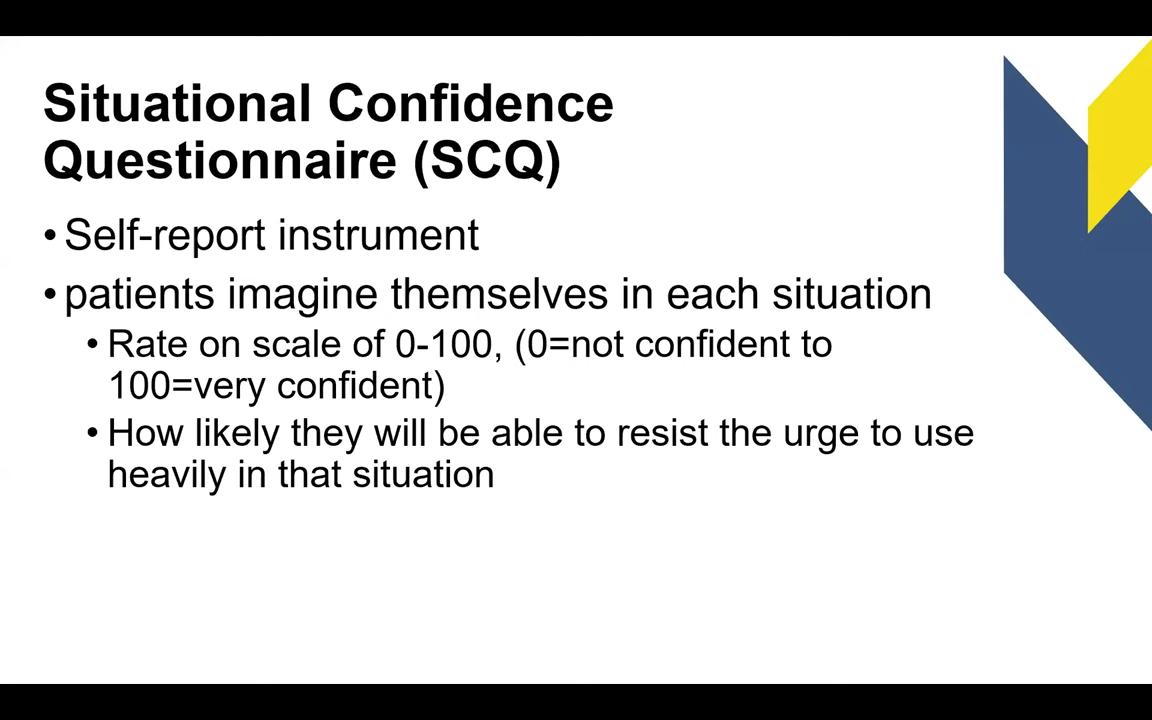 Situational Confidence
Questionnaire (SCQ)
•Self-report instrument
•patients imagine themselves in each situation
•Rate on scale of 0-100, (0=not confident to
100=very confident)
•How likely they will be able to resist the urge to use
heavily in that situation